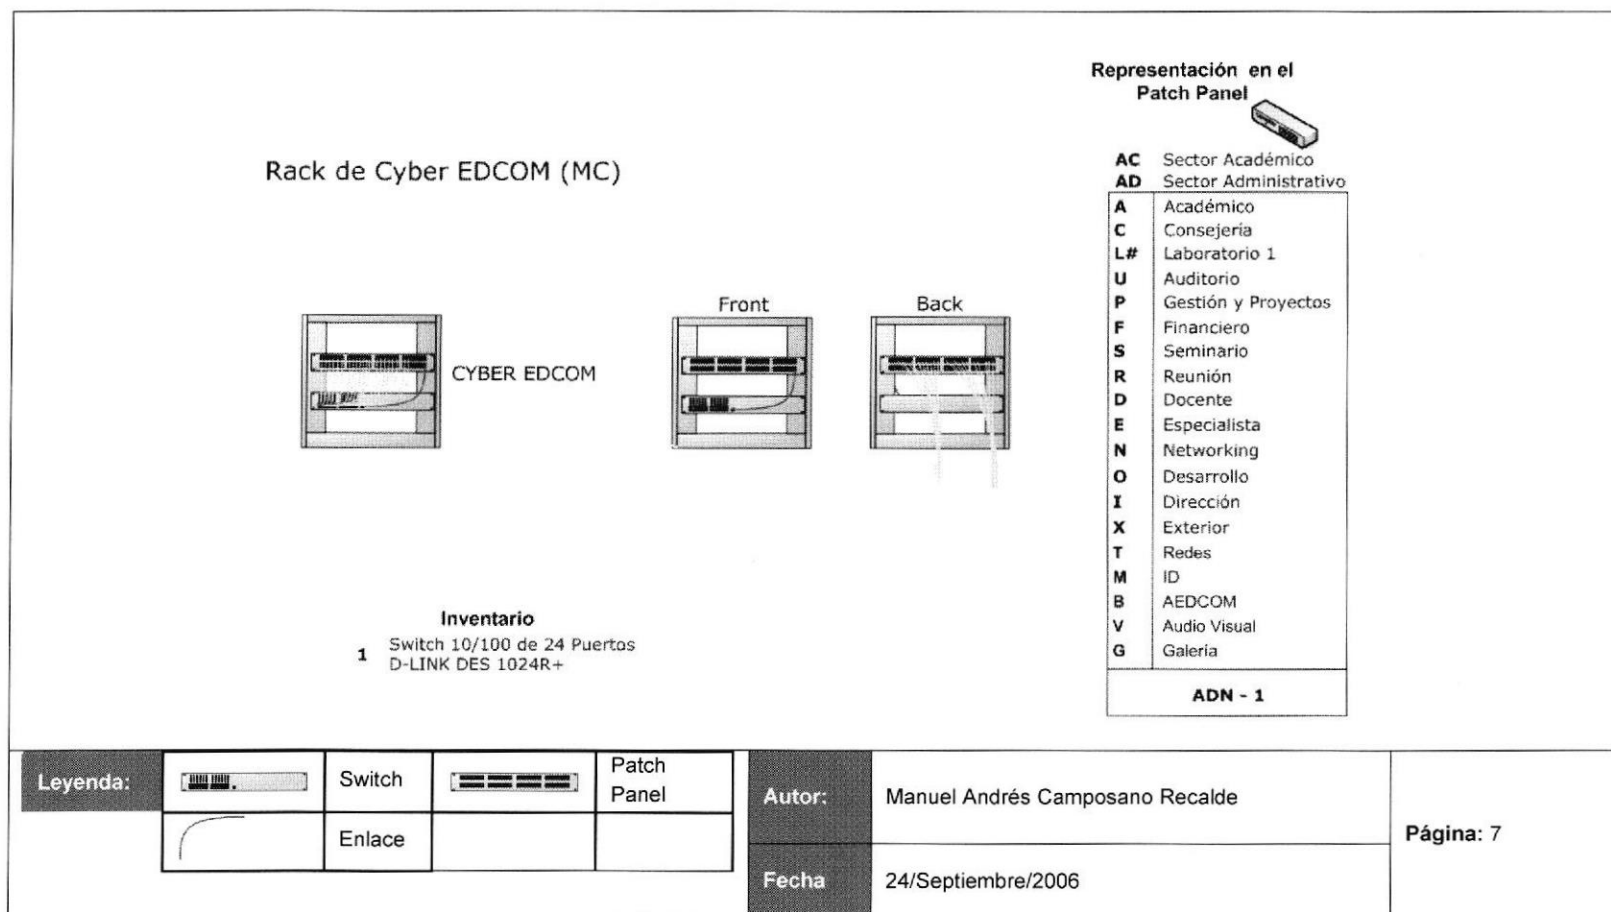 Representación en el
Patch Panel
Rack de Cyber EDCOM (MC)
AC Sector Académico
AD Sector Administrativo
A Académico
C Consejería
L# Laboratorio 1
U Auditorio
P Gestión y Proyectos
F Financiero
S Seminario
R Reunión
D Docente
E Especialista
N Networking
O Desarrollo
I Dirección
X Exterior
T Redes
M ID
B AEDCOM
V Audio Visual
G Galería
ADN - 1
Front
Back
CYBER EDCOM
Inventario
1 Switch 10/100 de 24 Puertos
D-LINK DES 1024R+
Leyenda:
Switch
Patch
Panel
Enlace
Autor: Manuel Andrés Camposano Recalde
Fecha 24/Septiembre/2006
Página: 7